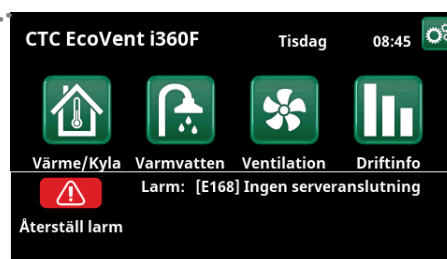 CTC EcoVent i360F Tisdag 08:45
Värme/Kyla Varmvatten Ventilation Driftinfo
Larm: [E168] Ingen serveranslutning
Återställ larm